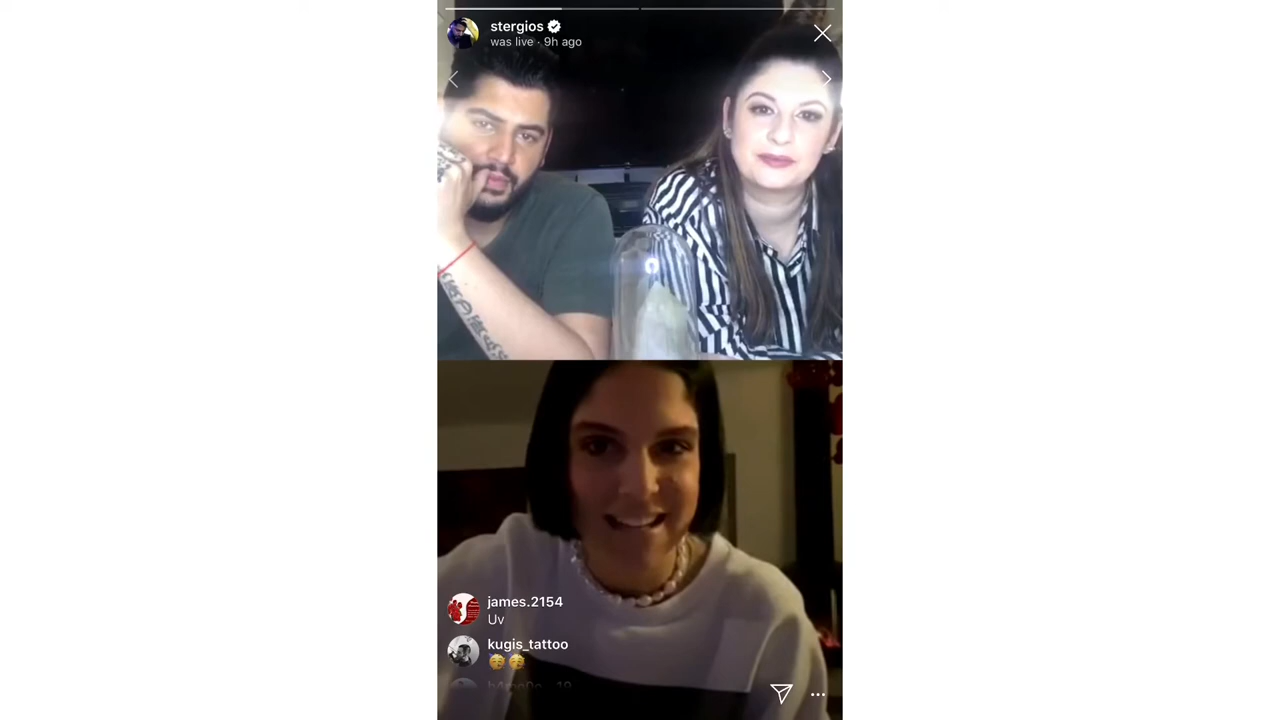 stergios
was live · 9h ago
james.2154
Uv
kugis_tattoo
🥳🥳